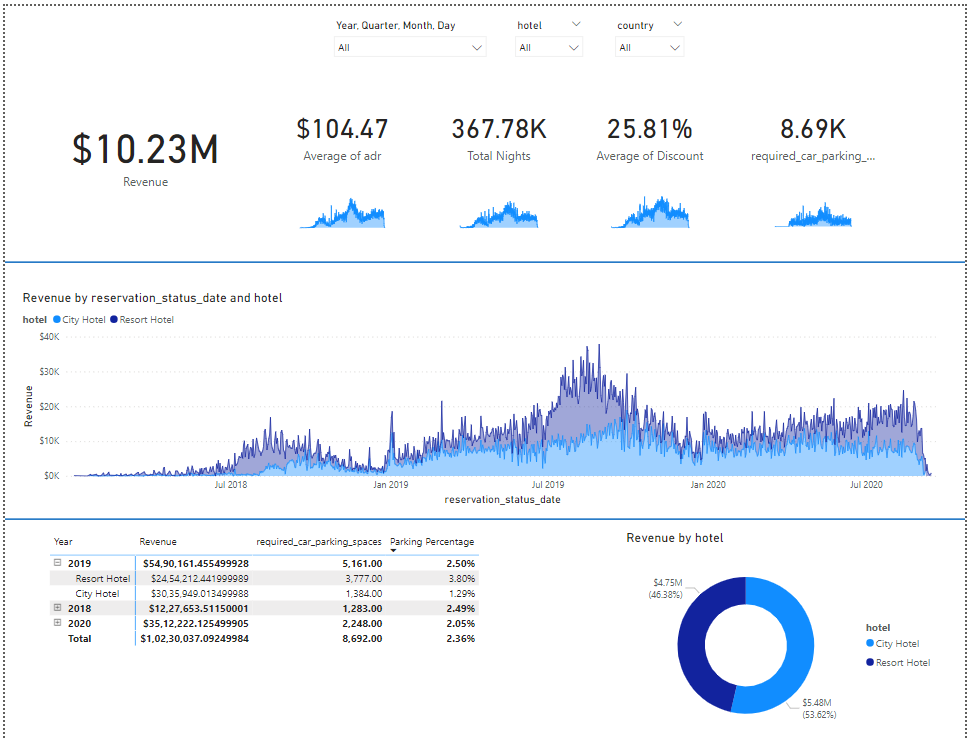 Year, Quarter, Month, Day hotel country
All All All
$10.23M
Revenue
$104.47
Average of adr
367.78K
Total Nights
25.81%
Average of Discount
8.69K
required_car_parking_...
Revenue by reservation_status_date and hotel
hotel City Hotel Resort Hotel
$40K
$30K
$20K
$10K
$0K
Revenue
Jul 2018 Jan 2019 Jul 2019 Jan 2020 Jul 2020
reservation_status_date
Year Revenue required_car_parking_spaces Parking Percentage
2019 $54,90,161.455499928 5,161.00 2.50%
Resort Hotel $24,54,212.441999989 3,777.00 3.80%
City Hotel $30,35,949.013499988 1,384.00 1.29%
2018 $12,27,653.51150001 1,283.00 2.49%
2020 $35,12,222.125499905 2,248.00 2.05%
Total $1,02,30,037.09249984 8,692.00 2.36%
Revenue by hotel
$4.75M
(46.38%)
$5.48M
(53.62%)
hotel
City Hotel
Resort Hotel